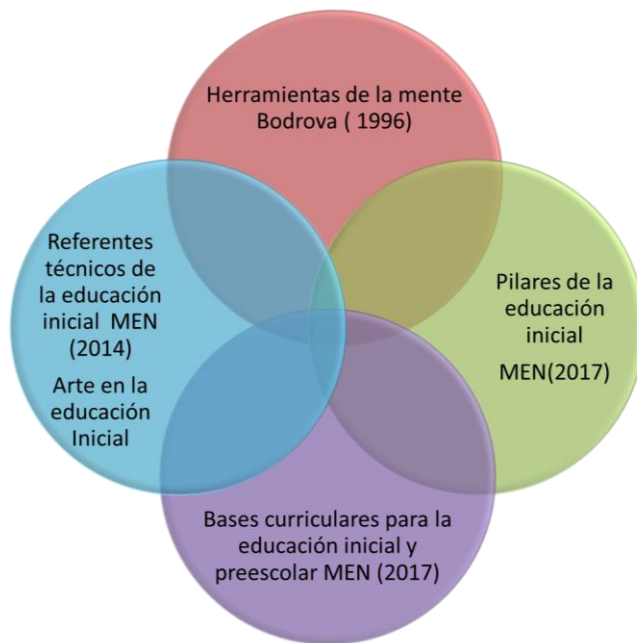 Herramientas de la mente
Bodrova ( 1996)
Referentes
técnicos de
la educación
inicial MEN
(2014)
Arte en la
educación
Inicial
Pilares de la
educación
inicial
MEN(2017)
Bases curriculares para la
educación inicial y
preescolar MEN (2017)